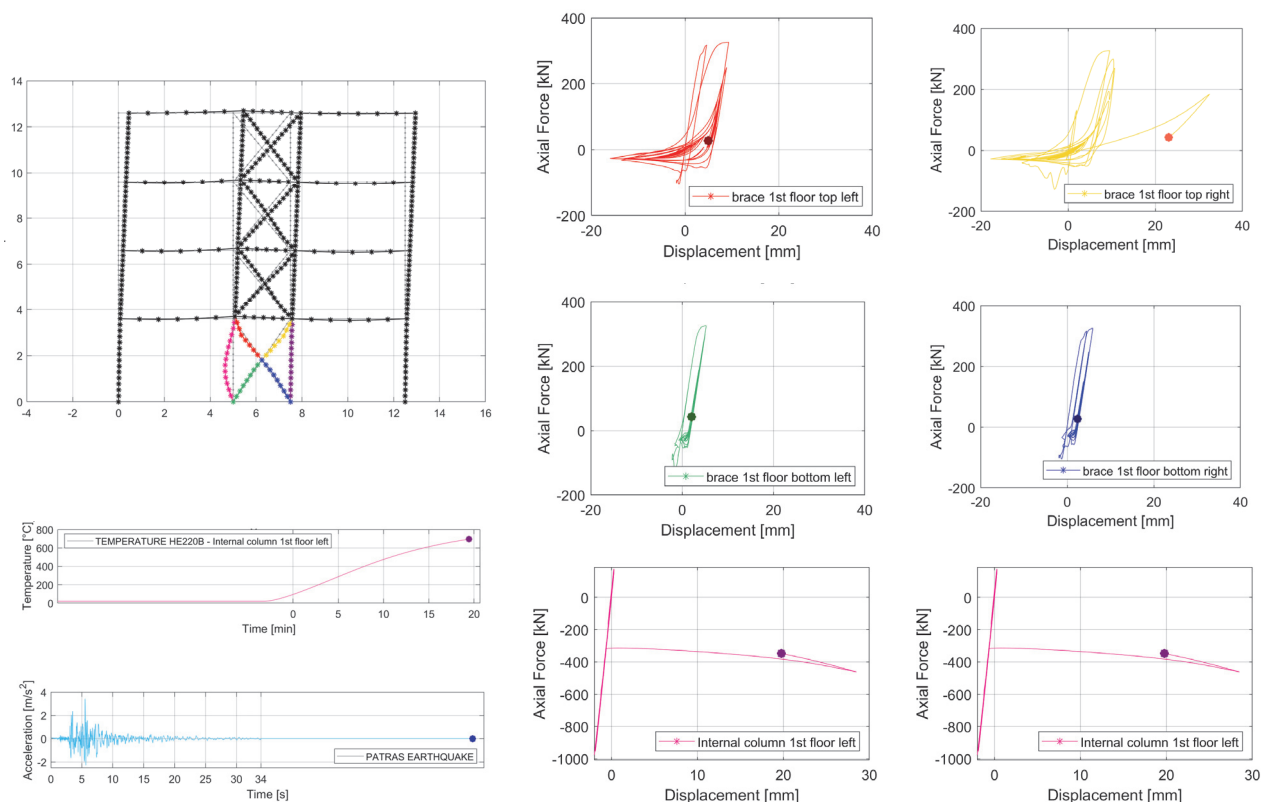 14
12
10
8
6
4
2
0
-4 -2 0 2 4 6 8 10 12 14 16
Temperature [°C]
800
600
400
200
0
TEMPERATURE HE220B - Internal column 1st floor left
0 5 10 15 20
Time [min]
Acceleration [m/s2]
4
2
0
-2
PATRAS EARTHQUAKE
0 5 10 15 20 25 30 34
Time [s]
Axial Force [kN]
400
200
0
-200
brace 1st floor top left
-20 0 20 40
Displacement [mm]
Axial Force [kN]
400
200
0
-200
brace 1st floor top right
-20 0 20 40
Displacement [mm]
Axial Force [kN]
400
200
0
-200
brace 1st floor bottom left
-20 0 20 40
Displacement [mm]
Axial Force [kN]
400
200
0
-200
brace 1st floor bottom right
-20 0 20 40
Displacement [mm]
Axial Force [kN]
0
-200
-400
-600
-800
-1000
Internal column 1st floor left
0 10 20 30
Displacement [mm]
Axial Force [kN]
0
-200
-400
-600
-800
-1000
Internal column 1st floor left
0 10 20 30
Displacement [mm]